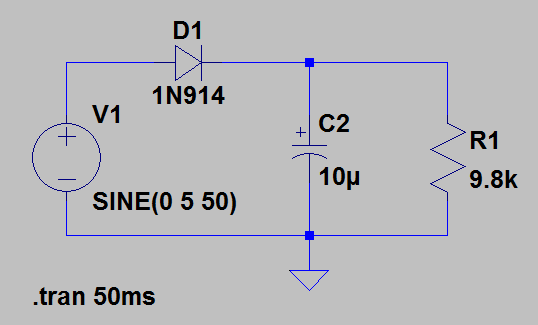 D1
1N914
V1
SINE(0 5 50)
C2
10µ
R1
9.8k
.tran 50ms